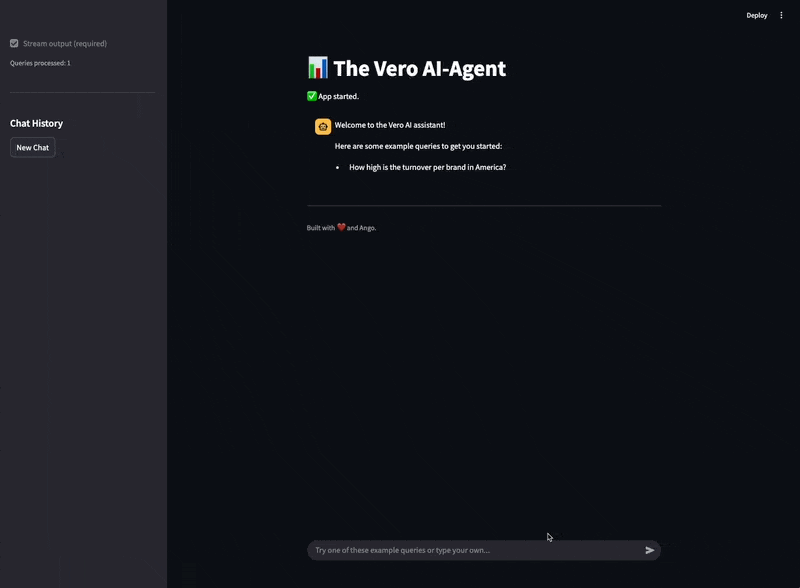 Deploy
Stream output (required)
Queries processed: 1
Chat History
New Chat
The Vero AI-Agent
App started.
Welcome to the Vero AI assistant!
Here are some example queries to get you started:
How high is the turnover per brand in America?
Built with ❤️ and Ango.
Try one of these example queries or type your own...